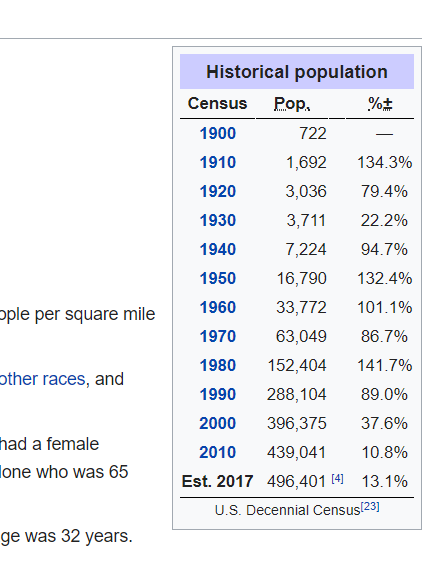 Historical population
Census Pop. %±
1900 722 —
1910 1,692 134.3%
1920 3,036 79.4%
1930 3,711 22.2%
1940 7,224 94.7%
1950 16,790 132.4%
1960 33,772 101.1%
1970 63,049 86.7%
1980 152,404 141.7%
1990 288,104 89.0%
2000 396,375 37.6%
2010 439,041 10.8%
Est. 2017 496,401 [4] 13.1%
U.S. Decennial Census[23]
ople per square mile
other races, and
had a female
lone who was 65
ge was 32 years.